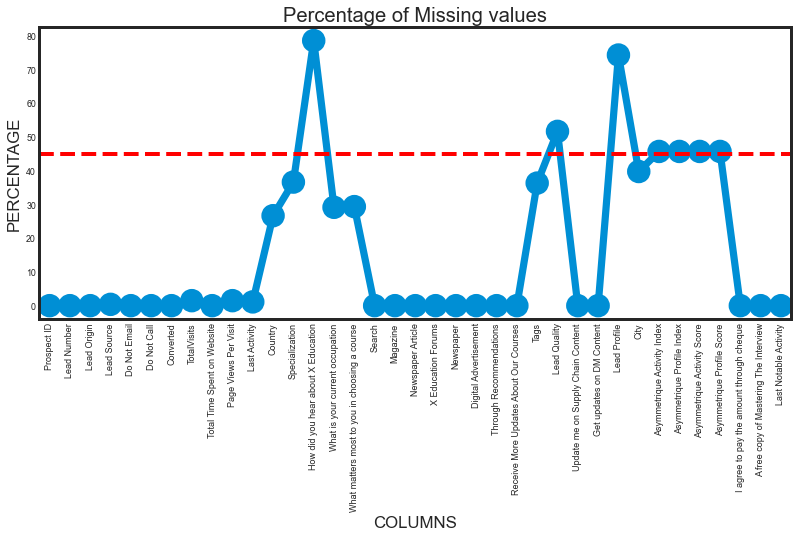 Percentage of Missing values
PERCENTAGE
80
70
60
50
40
30
20
10
0
Prospect ID
Lead Number
Lead Origin
Lead Source
Do Not Email
Do Not Call
Converted
TotalVisits
Total Time Spent on Website
Page Views Per Visit
Last Activity
Country
Specialization
How did you hear about X Education
What is your current occupation
What matters most to you in choosing a course
Search
Magazine
Newspaper Article
X Education Forums
Newspaper
Digital Advertisement
Through Recommendations
Receive More Updates About Our Courses
Tags
Lead Quality
Update me on Supply Chain Content
Get updates on DM Content
Lead Profile
City
Asymmetrique Activity Index
Asymmetrique Profile Index
Asymmetrique Activity Score
Asymmetrique Profile Score
I agree to pay the amount through cheque
A free copy of Mastering The Interview
Last Notable Activity
COLUMNS